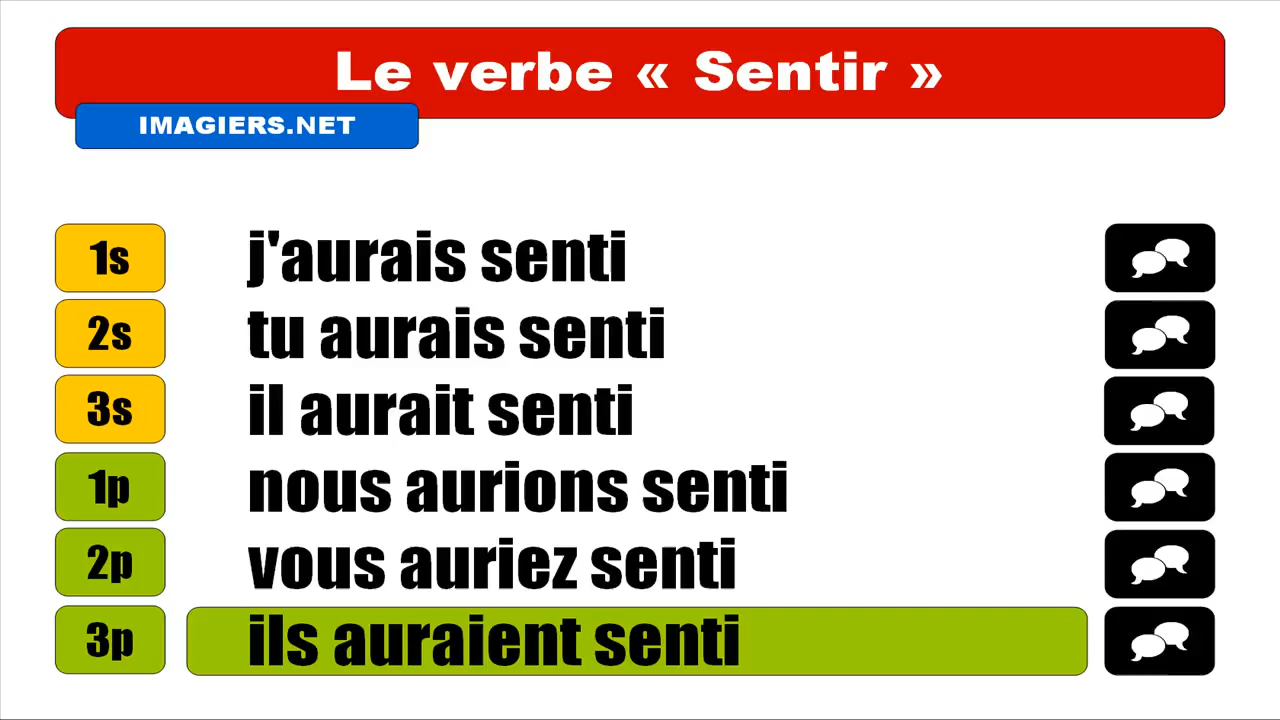 Le verbe « Sentir »
IMAGIERS.NET
1s j'aurais senti
2s tu aurais senti
3s il aurait senti
1p nous aurions senti
2p vous auriez senti
3p ils auraient senti